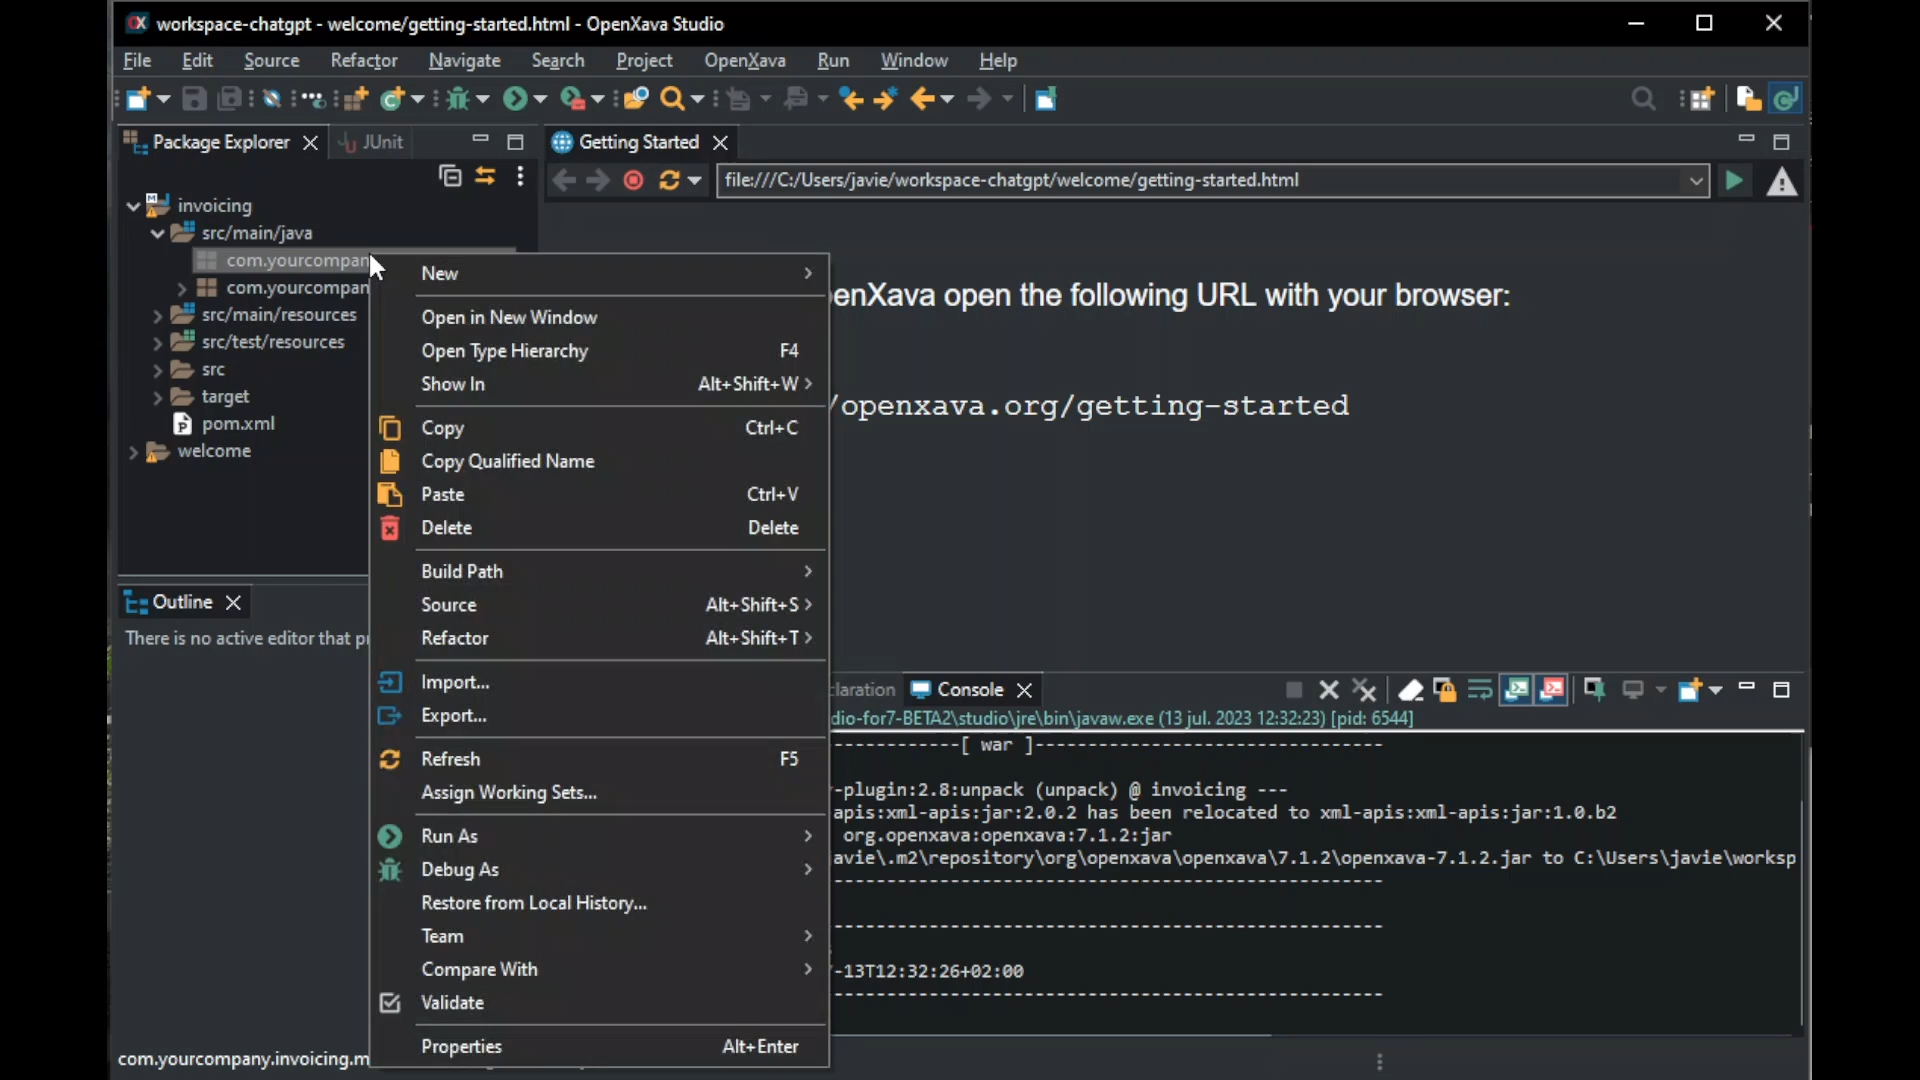 workspace-chatgpt - welcome/getting-started.html - OpenXava Studio
File Edit Source Refactor Navigate Search Project OpenXava Run Window Help
Package Explorer
JUnit
Getting Started
file:///C:/Users/javie/workspace-chatgpt/welcome/getting-started.html
invoicing
src/main/java
com.yourcompan
com.yourcompan
src/main/resources
src/test/resources
src
target
pom.xml
welcome
enXava open the following URL with your browser:
/openxava.org/getting-started
New
Open in New Window
Open Type Hierarchy F4
Show In Alt+Shift+W
Copy Ctrl+C
Copy Qualified Name
Paste Ctrl+V
Delete Delete
Build Path
Source Alt+Shift+S
Refactor Alt+Shift+T
Import...
Export...
Refresh F5
Assign Working Sets...
Run As
Debug As
Restore from Local History...
Team
Compare With
Validate
Properties Alt+Enter
Outline
There is no active editor that p
laration
Console
dio-for7-BETA2\studio\jre\bin\javaw.exe (13 jul. 2023 12:32:23) [pid: 6544]
------------[ war ]---------------------------------
-plugin:2.8:unpack (unpack) @ invoicing ---
apis:xml-apis:jar:2.0.2 has been relocated to xml-apis:xml-apis:jar:1.0.b2
org.openxava:openxava:7.1.2:jar
avie\.m2\repository\org\openxava\openxava\7.1.2\openxava-7.1.2.jar to C:\Users\javie\worksp
-13T12:32:26+02:00
com.yourcompany.invoicing.m